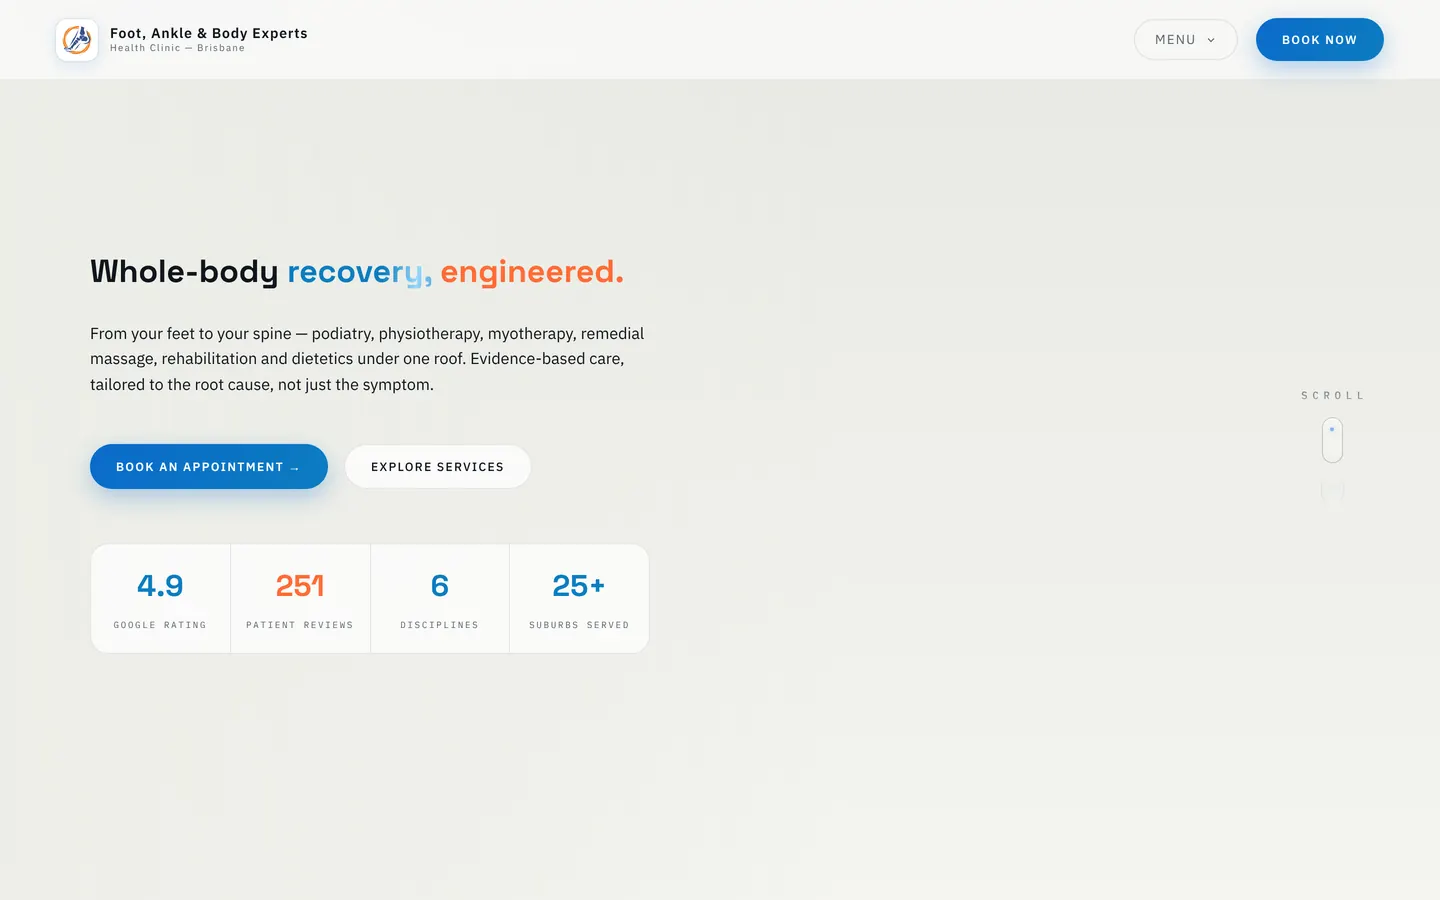 Foot, Ankle & Body Experts
Health Clinic — Brisbane
MENU
BOOK NOW
Whole-body recovery, engineered.
From your feet to your spine — podiatry, physiotherapy, myotherapy, remedial
massage, rehabilitation and dietetics under one roof. Evidence-based care,
tailored to the root cause, not just the symptom.
SCROLL
BOOK AN APPOINTMENT →
EXPLORE SERVICES
4.9
GOOGLE RATING
251
PATIENT REVIEWS
6
DISCIPLINES
25+
SUBURBS SERVED